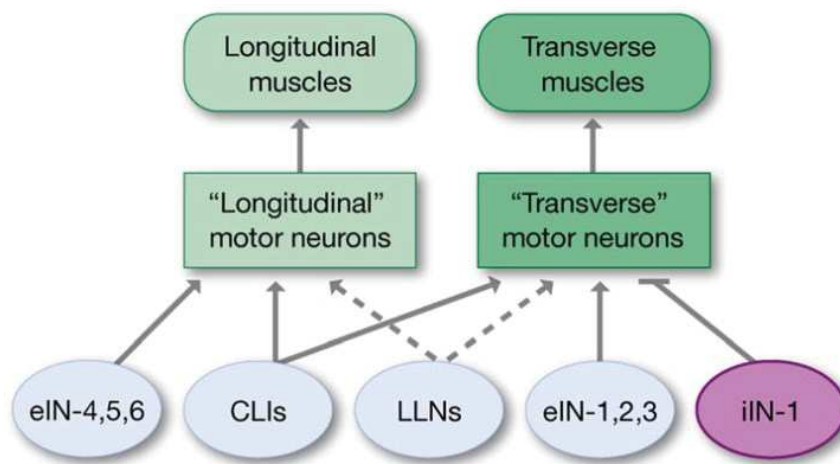 Longitudinal
muscles
Transverse
muscles
“Longitudinal”
motor neurons
“Transverse”
motor neurons
eIN-4,5,6
CLIs
LLNs
eIN-1,2,3
iIN-1